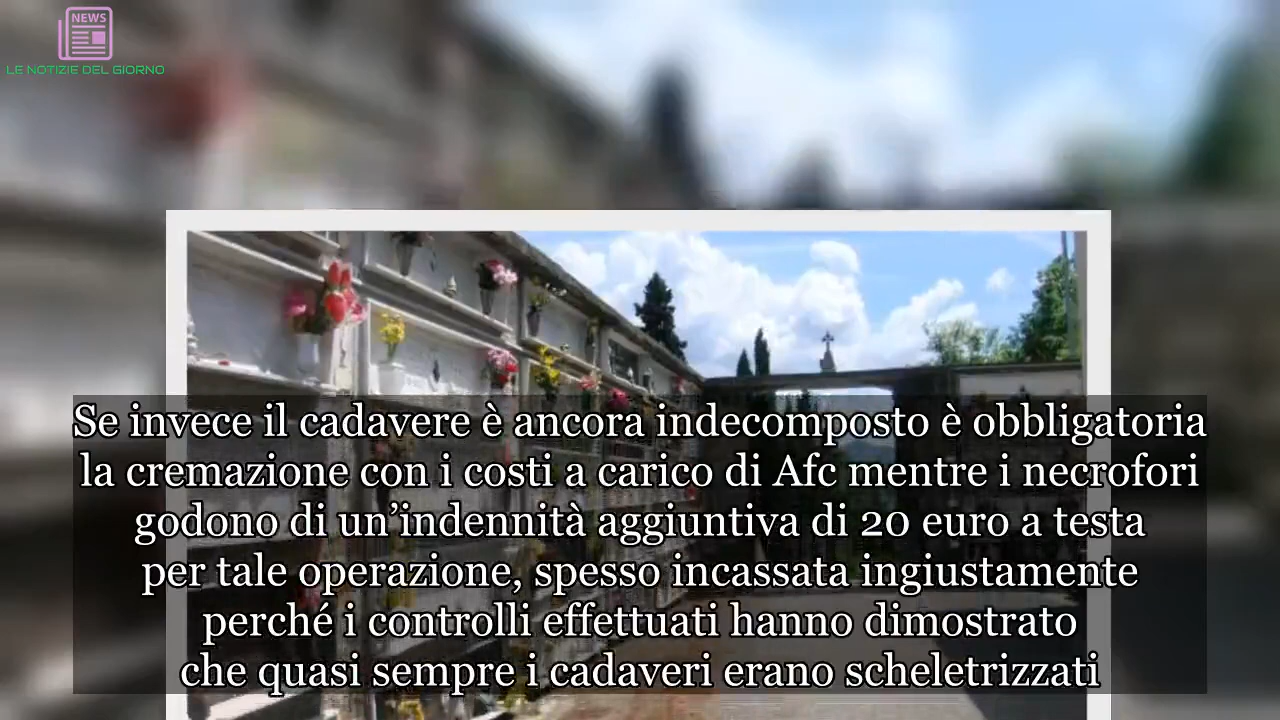 NEWS
LE NOTIZIE DEL GIORNO
Se invece il cadavere è ancora indecomposto è obbligatoria
la cremazione con i costi a carico di Afc mentre i necrofori
godono di un’indennità aggiuntiva di 20 euro a testa
per tale operazione, spesso incassata ingiustamente
perché i controlli effettuati hanno dimostrato
che quasi sempre i cadaveri erano scheletrizzati